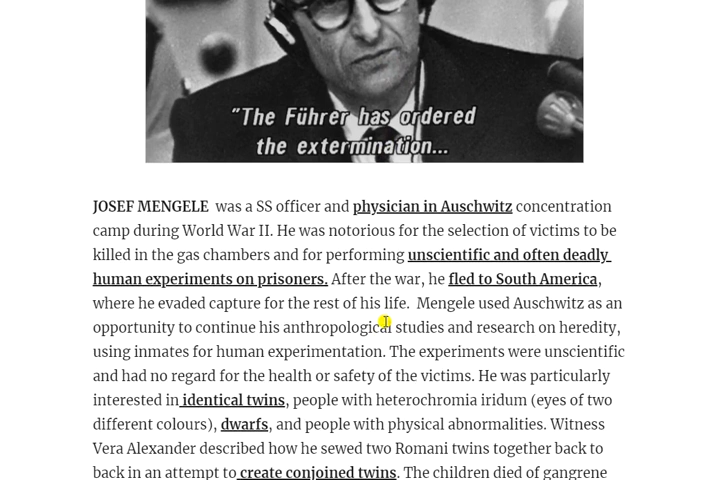 "The Führer has ordered
the extermination...
JOSEF MENGELE was a SS officer and physician in Auschwitz concentration
camp during World War II. He was notorious for the selection of victims to be
killed in the gas chambers and for performing unscientific and often deadly
human experiments on prisoners. After the war, he fled to South America,
where he evaded capture for the rest of his life. Mengele used Auschwitz as an
opportunity to continue his anthropological studies and research on heredity,
using inmates for human experimentation. The experiments were unscientific
and had no regard for the health or safety of the victims. He was particularly
interested in identical twins, people with heterochromia iridum (eyes of two
different colours), dwarfs, and people with physical abnormalities. Witness
Vera Alexander described how he sewed two Romani twins together back to
back in an attempt to create conjoined twins. The children died of gangrene